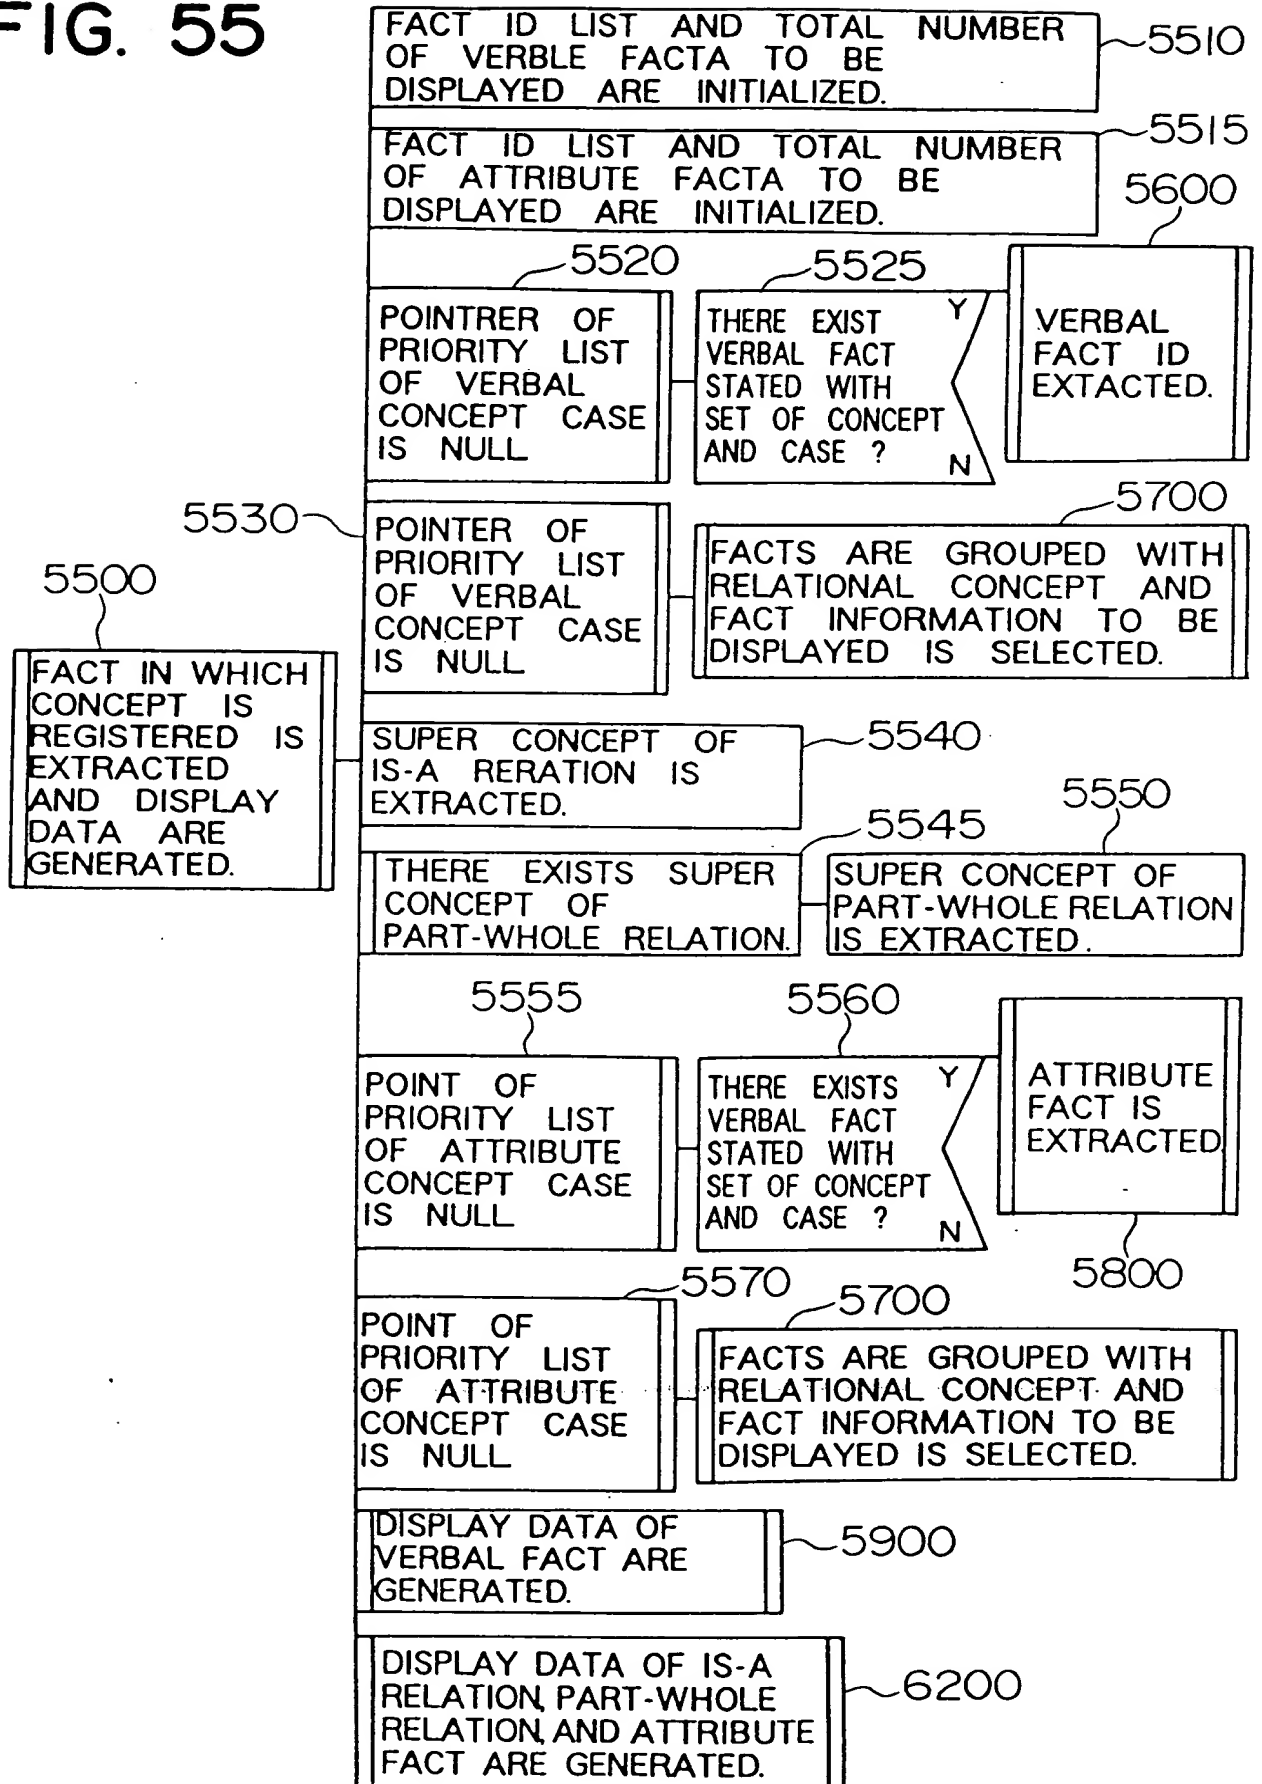 FIG. 55
FACT ID LIST AND TOTAL NUMBER
OF VERBLE FACTA TO BE
DISPLAYED ARE INITIALIZED.
5510
FACT ID LIST AND TOTAL NUMBER
OF ATTRIBUTE FACTA TO BE
DISPLAYED ARE INITIALIZED.
5515
5520
POINTRER OF
PRIORITY LIST
OF VERBAL
CONCEPT CASE
IS NULL
5525
THERE EXIST
VERBAL FACT
STATED WITH
SET OF CONCEPT
AND CASE ?
Y
N
5600
VERBAL
FACT ID
EXTACTED.
5530
POINTER OF
PRIORITY LIST
OF VERBAL
CONCEPT CASE
IS NULL
5700
FACTS ARE GROUPED WITH
RELATIONAL CONCEPT AND
FACT INFORMATION TO BE
DISPLAYED IS SELECTED.
5500
FACT IN WHICH
CONCEPT IS
REGISTERED IS
EXTRACTED
AND DISPLAY
DATA ARE
GENERATED.
SUPER CONCEPT OF
IS-A RERATION IS
EXTRACTED.
5540
5545
THERE EXISTS SUPER
CONCEPT OF
PART-WHOLE RELATION.
5550
SUPER CONCEPT OF
PART-WHOLE RELATION
IS EXTRACTED.
5555
POINT OF
PRIORITY LIST
OF ATTRIBUTE
CONCEPT CASE
IS NULL
5560
THERE EXISTS
VERBAL FACT
STATED WITH
SET OF CONCEPT
AND CASE ?
Y
N
ATTRIBUTE
FACT IS
EXTRACTED
5800
5570
POINT OF
PRIORITY LIST
OF ATTRIBUTE
CONCEPT CASE
IS NULL
5700
FACTS ARE GROUPED WITH
RELATIONAL CONCEPT AND
FACT INFORMATION TO BE
DISPLAYED IS SELECTED.
DISPLAY DATA OF
VERBAL FACT ARE
GENERATED.
5900
DISPLAY DATA OF IS-A
RELATION, PART-WHOLE
RELATION, AND ATTRIBUTE
FACT ARE GENERATED.
6200